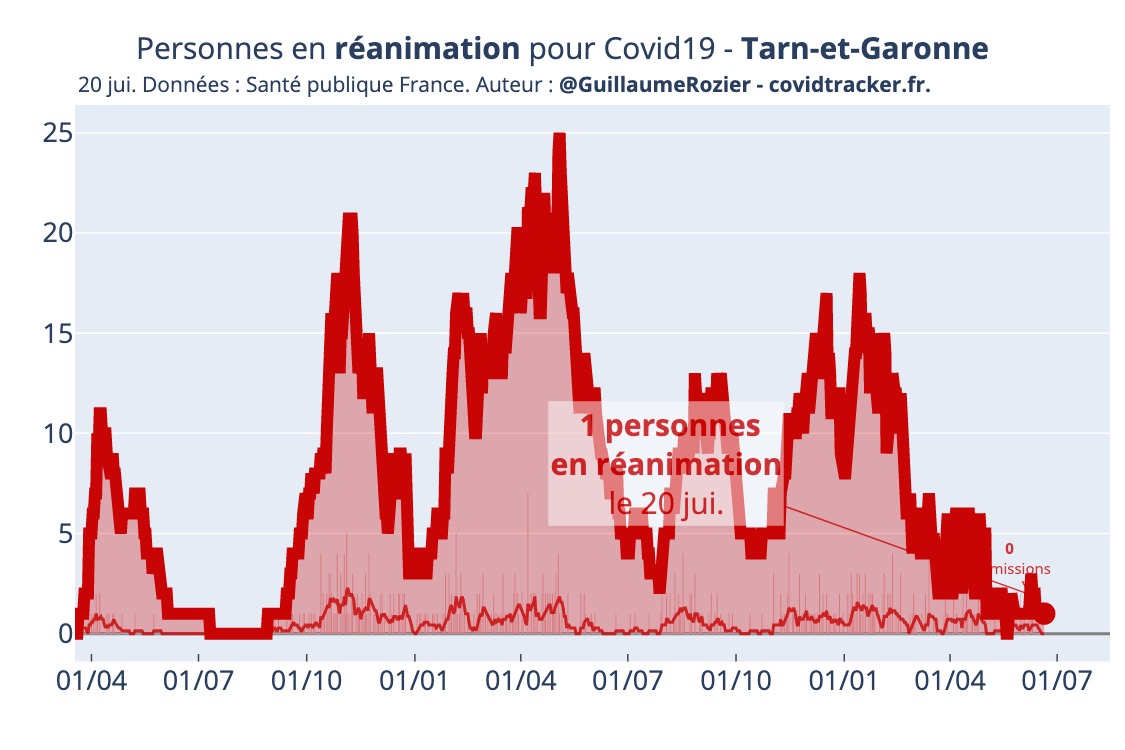 Personnes en réanimation pour Covid19 - Tarn-et-Garonne
20 jui. Données : Santé publique France. Auteur : @GuillaumeRozier - covidtracker.fr.
25
20
15
10
5
0
1 personnes
en réanimation
le 20 jui.
0
01/04 01/07 01/10 01/01 01/04 01/07 01/10 01/01 01/04 01/07